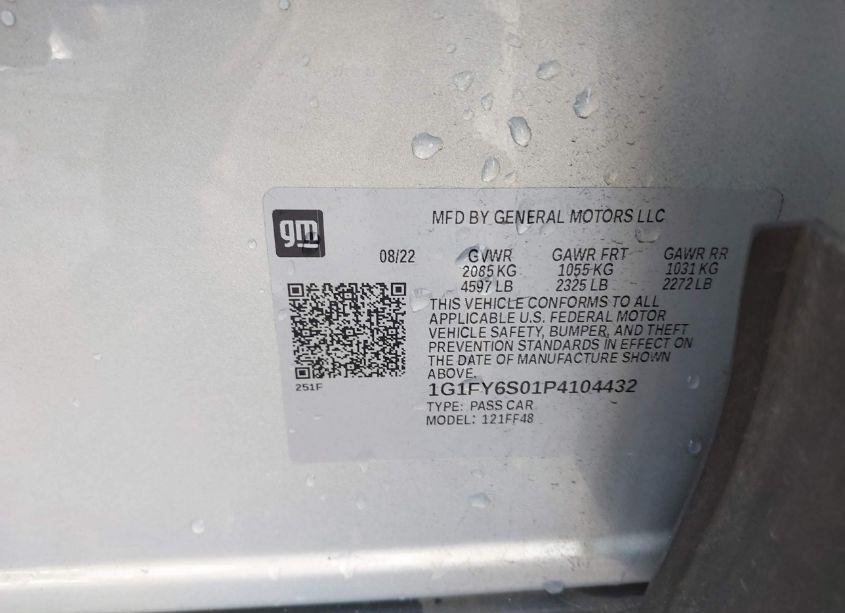 gm
MFD BY GENERAL MOTORS LLC
08/22 GVWR GAWR FRT GAWR RR
2085 KG 1055 KG 1031 KG
4597 LB 2325 LB 2272 LB
THIS VEHICLE CONFORMS TO ALL
APPLICABLE U.S. FEDERAL MOTOR
VEHICLE SAFETY, BUMPER, AND THEFT
PREVENTION STANDARDS IN EFFECT ON
THE DATE OF MANUFACTURE SHOWN
ABOVE.
251F
1G1FY6S01P4104432
TYPE: PASS CAR
MODEL: 121FF48